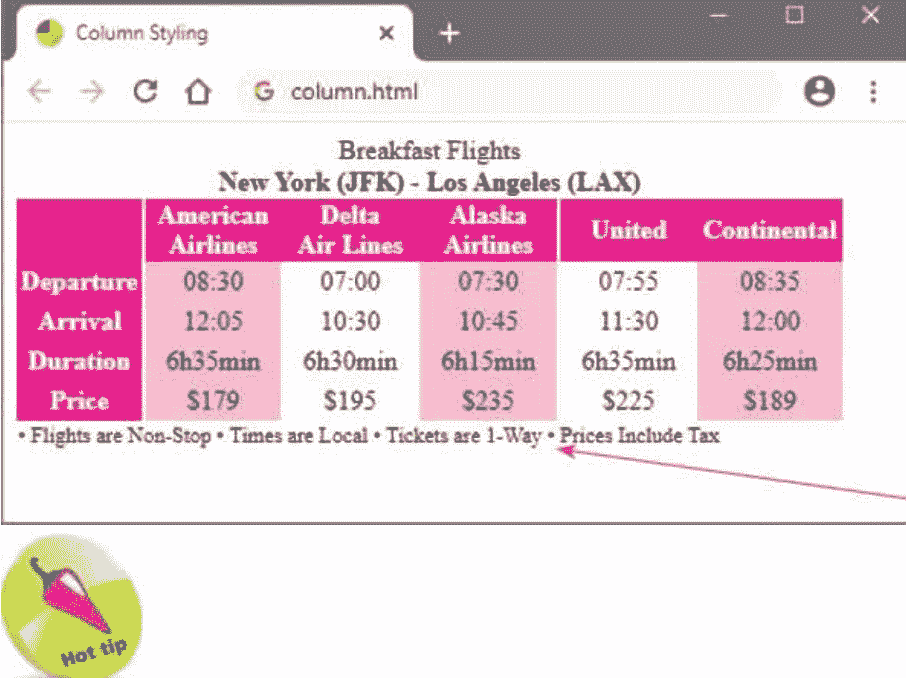 Column Styling
column.html
Breakfast Flights
New York (JFK) - Los Angeles (LAX)
American Airlines Delta Air Lines Alaska Airlines United Continental
Departure 08:30 07:00 07:30 07:55 08:35
Arrival 12:05 10:30 10:45 11:30 12:00
Duration 6h35min 6h30min 6h15min 6h35min 6h25min
Price $179 $195 $235 $225 $189
• Flights are Non-Stop • Times are Local • Tickets are 1-Way • Prices Include Tax
Hot tip